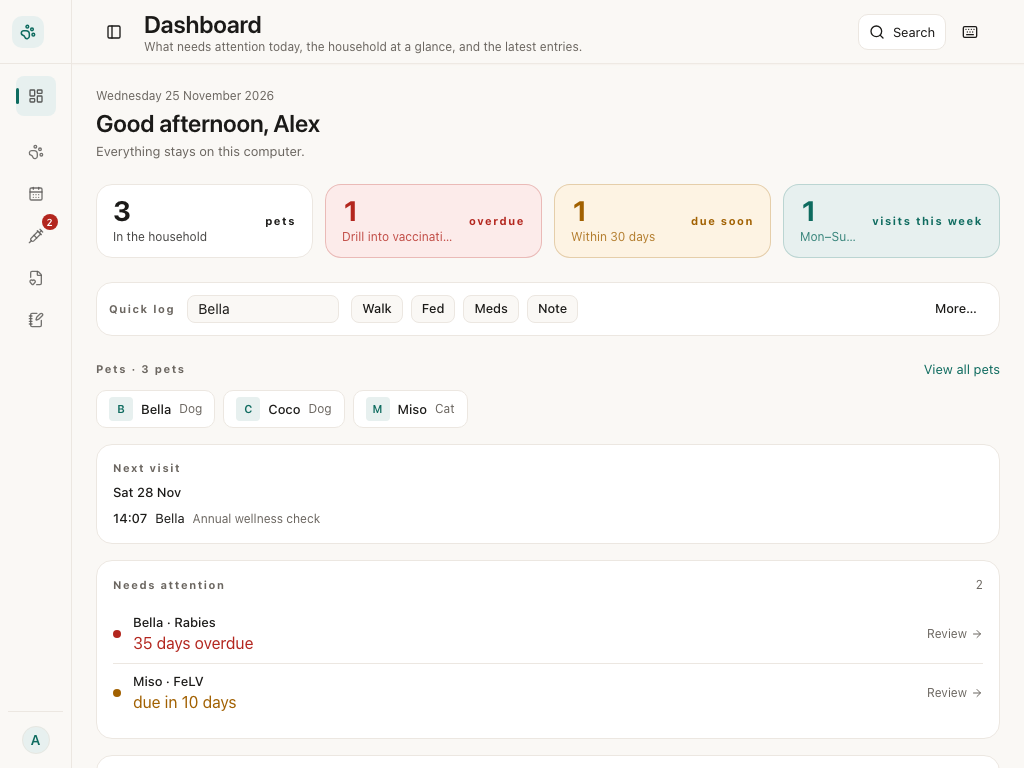 Dashboard
What needs attention today, the household at a glance, and the latest entries.
Search
2
A
Wednesday 25 November 2026
Good afternoon, Alex
Everything stays on this computer.
3
In the household
pets
1
Drill into vaccinati...
overdue
1
Within 30 days
due soon
1
Mon–Su...
visits this week
Quick log
Bella
Walk
Fed
Meds
Note
More...
Pets · 3 pets
View all pets
B Bella Dog
C Coco Dog
M Miso Cat
Next visit
Sat 28 Nov
14:07 Bella Annual wellness check
Needs attention
2
Bella · Rabies
35 days overdue
Review →
Miso · FeLV
due in 10 days
Review →